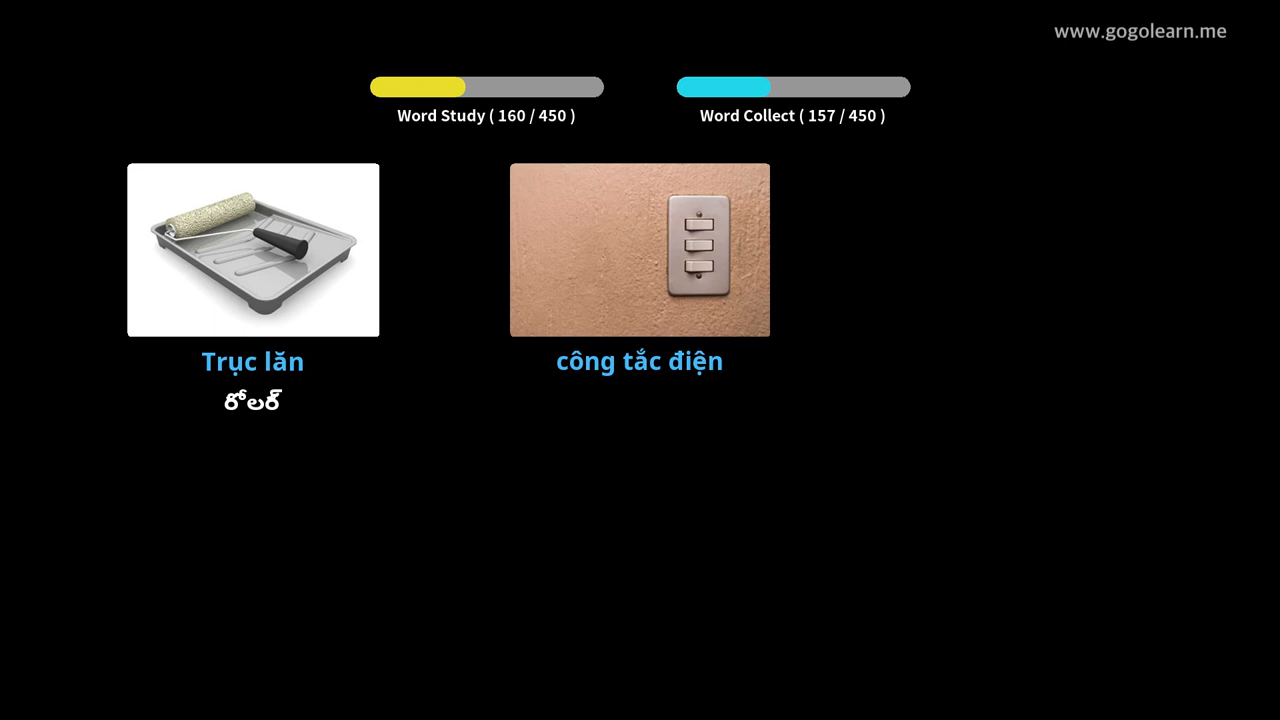 www.gogolearn.me
Word Study ( 160 / 450 )
Word Collect ( 157 / 450 )
Trục lăn
công tắc điện
రోలర్